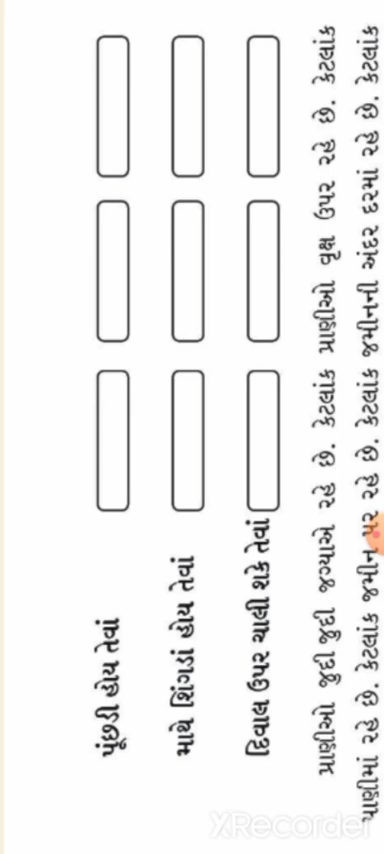 પૂંછડી હોય તેવાં
માથે શિંગડાં હોય તેવાં
દિવાલ ઉપર ચાલી શકે તેવાં
પ્રાણીઓ જુદી જુદી જગ્યાએ રહે છે. કેટલાંક પ્રાણીઓ વૃક્ષ ઉપર રહે છે. કેટલાંક
પાણીમાં રહે છે. કેટલાંક જમીન પર રહે છે. કેટલાંક જમીનની અંદર દરમાં રહે છે. કેટલાંક
XRecorder